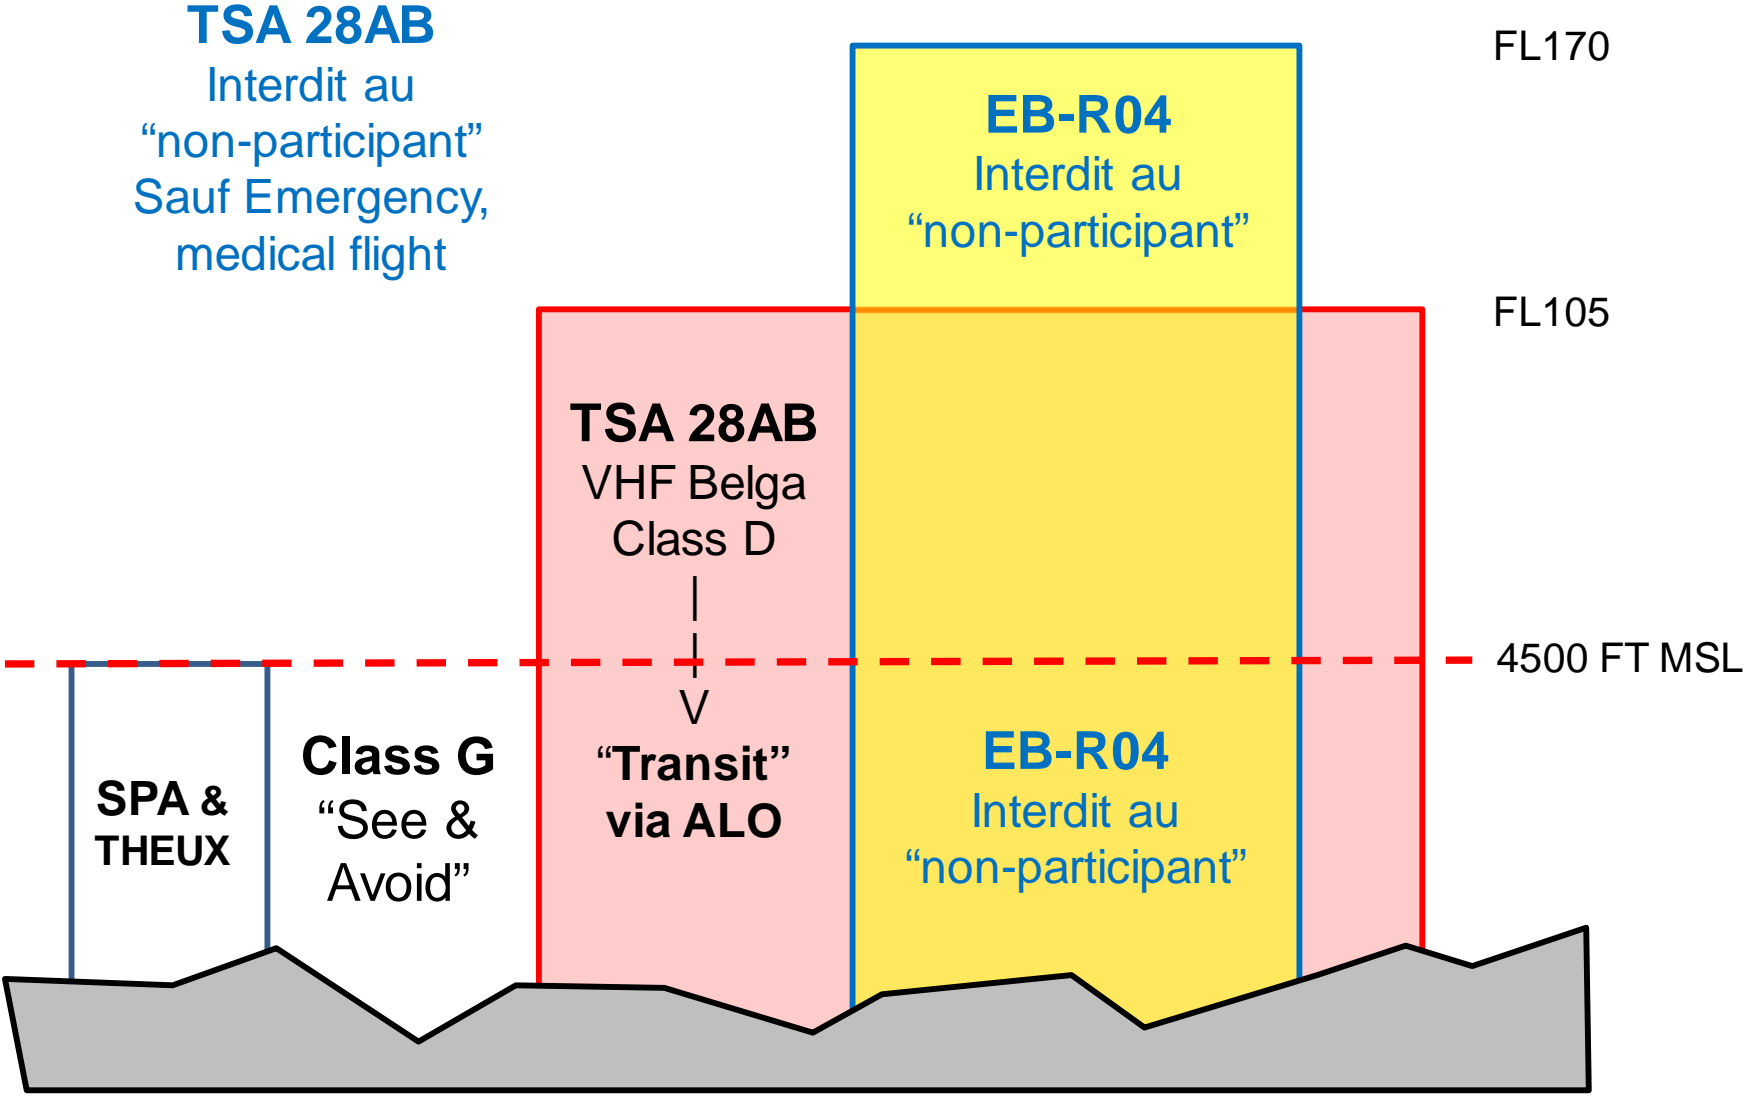 TSA 28AB
Interdit au
“non-participant”
Sauf Emergency,
medical flight
FL170
EB-R04
Interdit au
“non-participant”
FL105
TSA 28AB
VHF Belga
Class D
|
|
V
“Transit”
via ALO
4500 FT MSL
SPA &
THEUX
Class G
“See &
Avoid”
EB-R04
Interdit au
“non-participant”